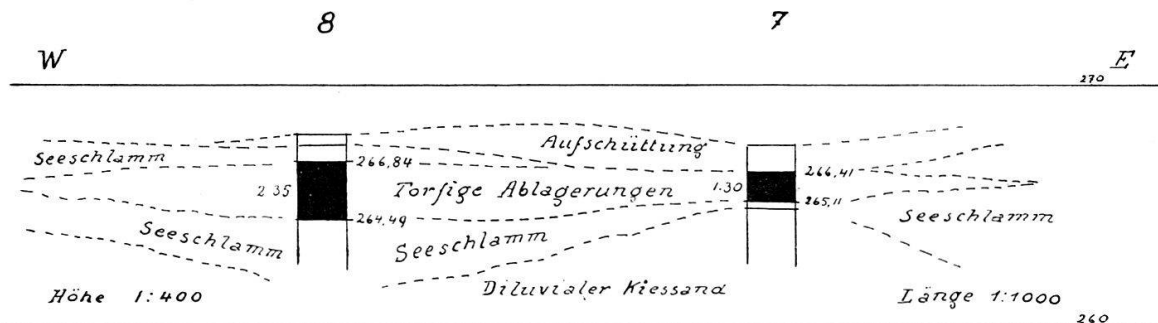 8 7
W E
270
Aufschüttung
Seeschlamm 266,84 266,41
2 35 Torfige Ablagerungen 1.30
264,49 265,11
Seeschlamm Seeschlamm Seeschlamm
Diluvialer Kiessand
Höhe 1:400 Länge 1:1000
260